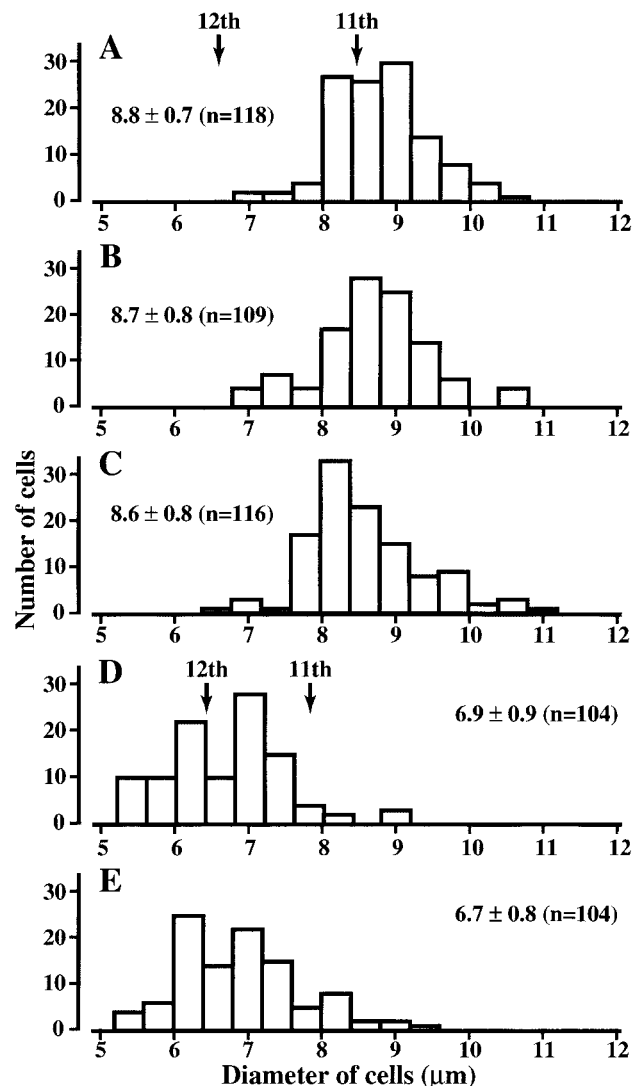 12th 11th
A
30
20
10
0
8.8 ± 0.7 (n=118)
5 6 7 8 9 10 11 12
B
30
20
10
0
8.7 ± 0.8 (n=109)
5 6 7 8 9 10 11 12
C
30
20
10
0
8.6 ± 0.8 (n=116)
5 6 7 8 9 10 11 12
Number of cells
12th 11th
D
30
20
10
0
6.9 ± 0.9 (n=104)
5 6 7 8 9 10 11 12
E
30
20
10
0
6.7 ± 0.8 (n=104)
5 6 7 8 9 10 11 12
Diameter of cells (μm)